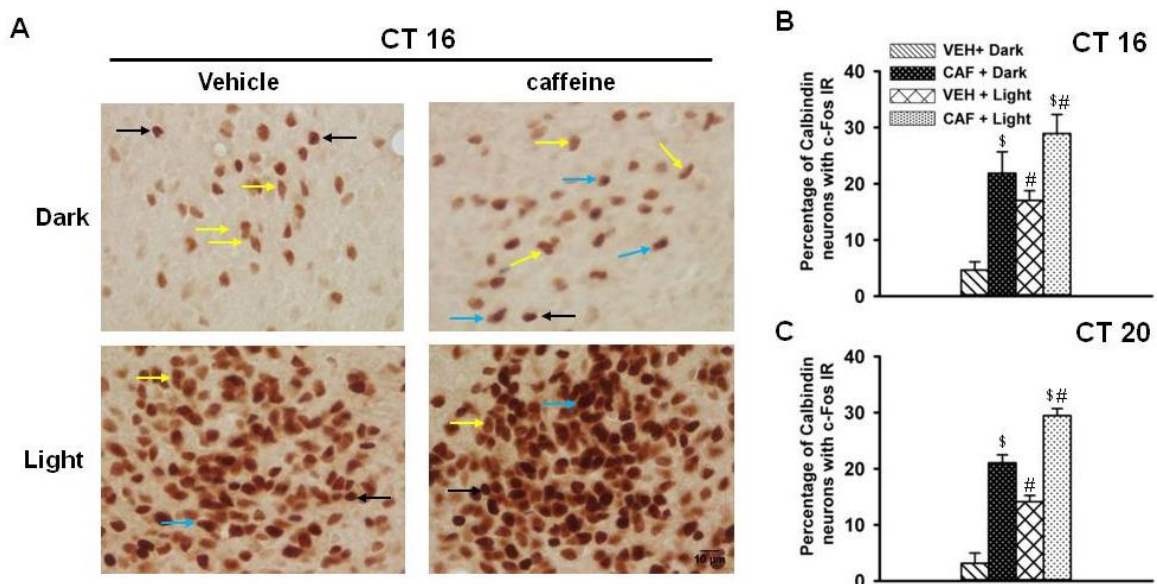 A
CT 16
Vehicle
caffeine
Dark
Light
10 µm
B
CT 16
VEH+ Dark
CAF + Dark
VEH + Light
CAF + Light
Percentage of Calbindin
neurons with c-Fos IR
40
30
20
10
0
$
#
$#
C
CT 20
Percentage of Calbindin
neurons with c-Fos IR
40
30
20
10
0
$
#
$#